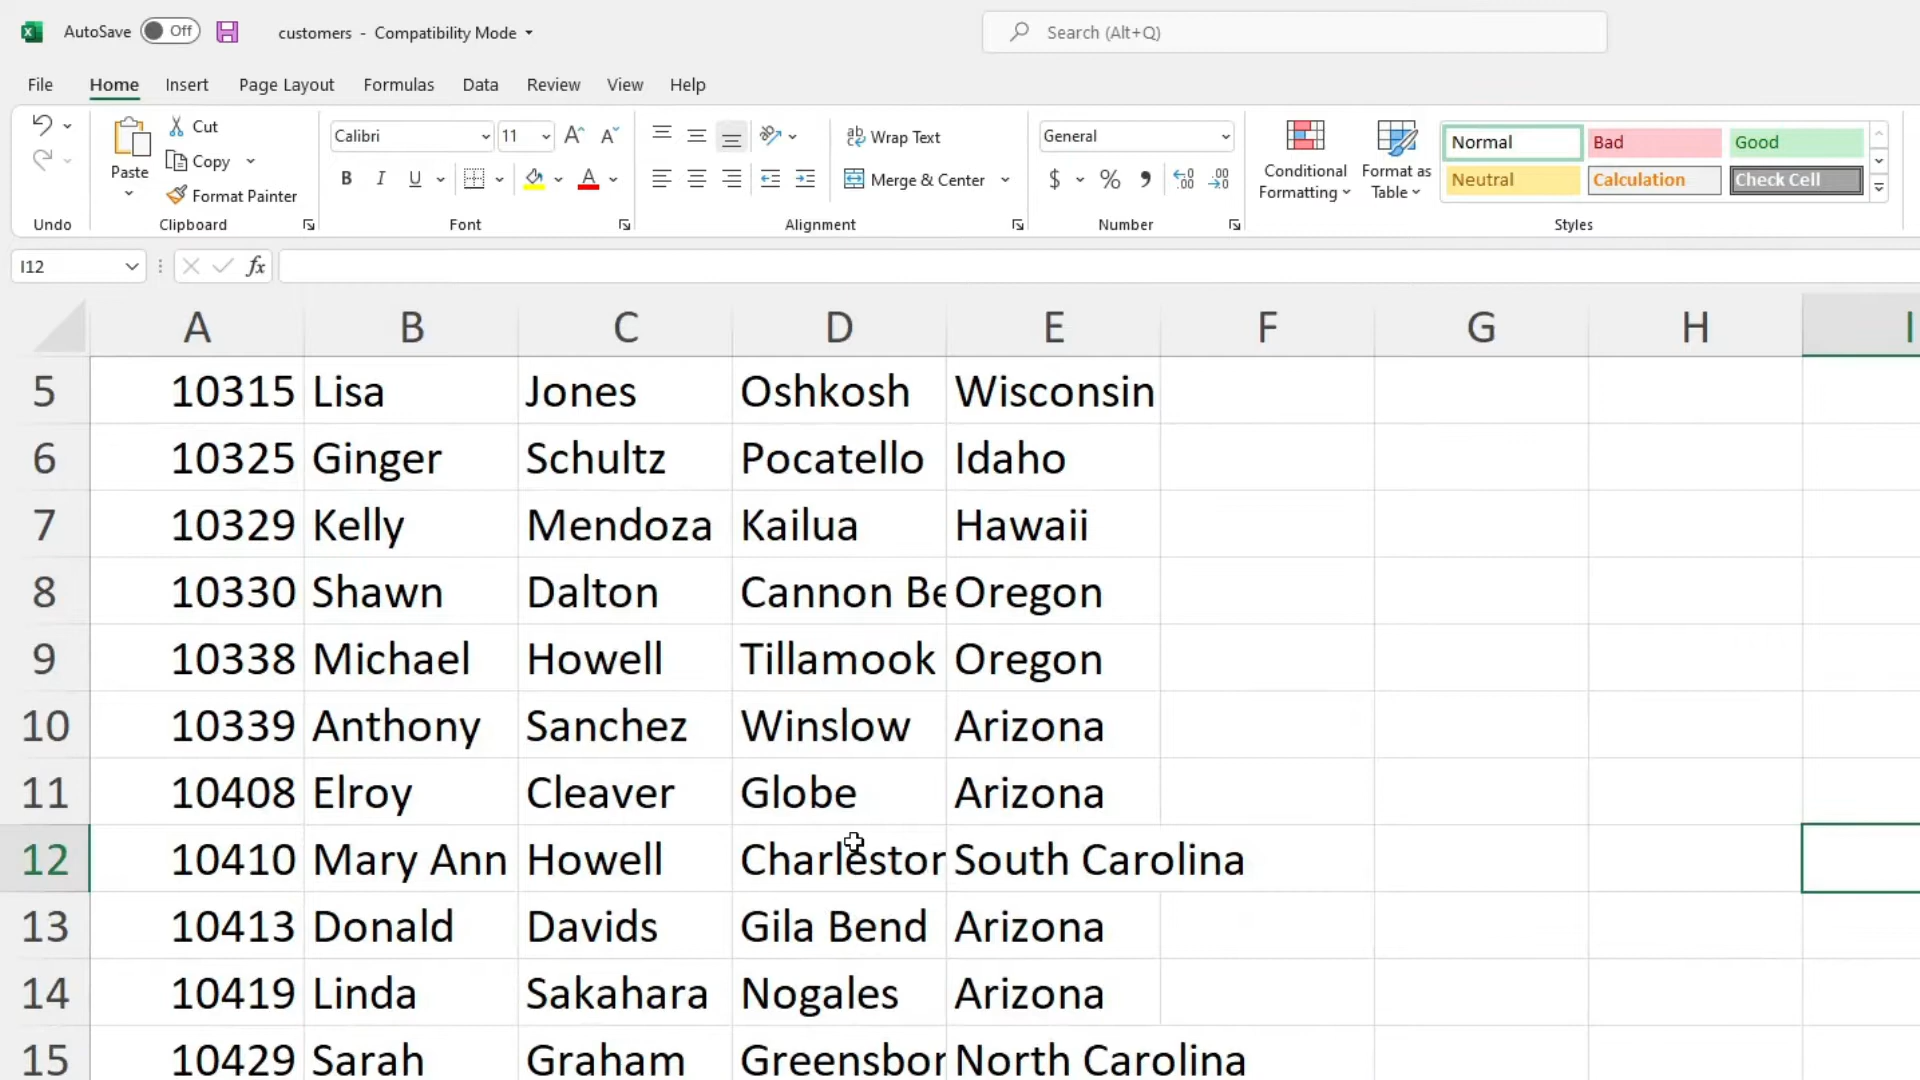 AutoSave Off customers - Compatibility Mode Search (Alt+Q)
File Home Insert Page Layout Formulas Data Review View Help
Paste Cut Copy Format Painter
Calibri 11
B I U A
ab Wrap Text
Merge & Center
General
$ % 9 .00
Conditional Formatting Format as Table
Normal Bad Good
Neutral Calculation Check Cell
Undo Clipboard Font Alignment Number Styles
I12 fx
A B C D E F G H I
5 10315 Lisa Jones Oshkosh Wisconsin
6 10325 Ginger Schultz Pocatello Idaho
7 10329 Kelly Mendoza Kailua Hawaii
8 10330 Shawn Dalton Cannon Be Oregon
9 10338 Michael Howell Tillamook Oregon
10 10339 Anthony Sanchez Winslow Arizona
11 10408 Elroy Cleaver Globe Arizona
12 10410 Mary Ann Howell Charleston South Carolina
13 10413 Donald Davids Gila Bend Arizona
14 10419 Linda Sakahara Nogales Arizona
15 10429 Sarah Graham Greensbor North Carolina